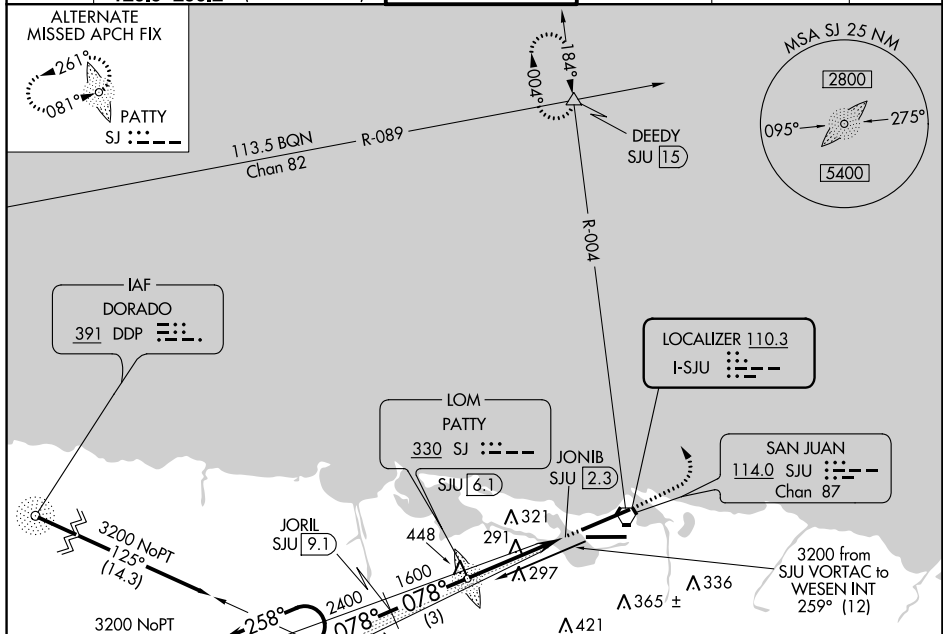 ALTERNATE
MISSED APCH FIX
261°
081°
PATTY
SJ
184°
004°
MSA SJ 25 NM
2800
095°
275°
5400
113.5 BQN
Chan 82
R-089
DEEDY
SJU 15
R-004
IAF
DORADO
391 DDP
LOCALIZER 110.3
I-SJU
LOM
PATTY
330 SJ
SJU 6.1
JONIB
SJU 2.3
SAN JUAN
114.0 SJU
Chan 87
3200 NoPT
125°
(14.3)
JORIL
SJU 9.1
448
321
291
297
336
365 ±
421
1600
2400
078°
078°
(3)
258°
3200 NoPT
3200 from
SJU VORTAC to
WESEN INT
259° (12)